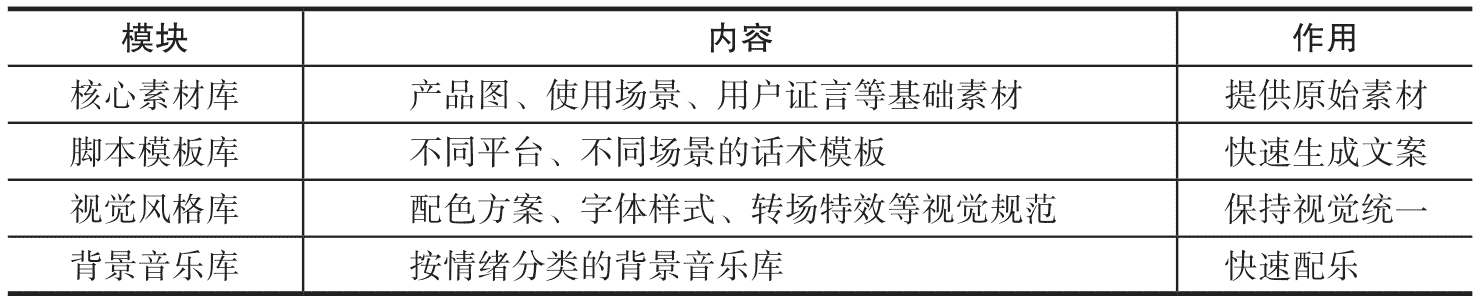 模块 内容 作用
核心素材库 产品图、使用场景、用户证言等基础素材 提供原始素材
脚本模板库 不同平台、不同场景的话术模板 快速生成文案
视觉风格库 配色方案、字体样式、转场特效等视觉规范 保持视觉统一
背景音乐库 按情绪分类的背景音乐库 快速配乐